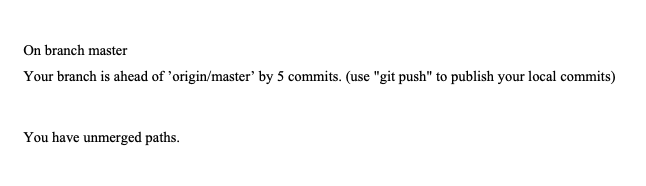 On branch master
Your branch is ahead of ’origin/master’ by 5 commits. (use "git push" to publish your local commits)
You have unmerged paths.